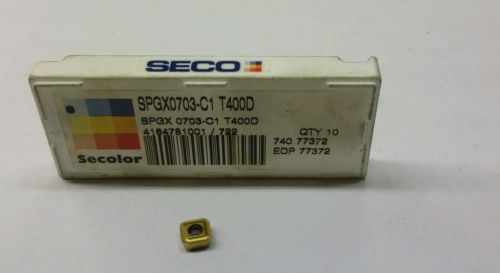 SECO
SPGX0703-C1 T400D
SPGX 0703-C1 T400D
4164781001 / 722
QTY 10
740 77372
EDP 77372
Secolor